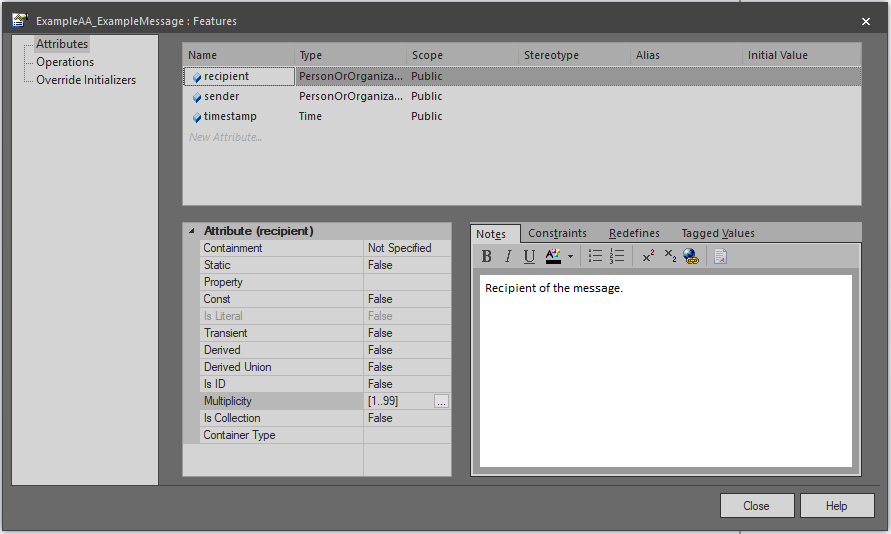 ExampleAA_ExampleMessage : Features
Attributes
Operations
Override Initializers
Name Type Scope Stereotype Alias Initial Value
recipient PersonOrOrganiza... Public
sender PersonOrOrganiza... Public
timestamp Time Public
New Attribute...
Attribute (recipient)
Containment Not Specified
Static False
Property
Const False
Is Literal False
Transient False
Derived False
Derived Union False
Is ID False
Multiplicity [1..99] ...
Is Collection False
Container Type
Notes Constraints Redefines Tagged Values
B I U A x² x₂
Recipient of the message.
Close Help